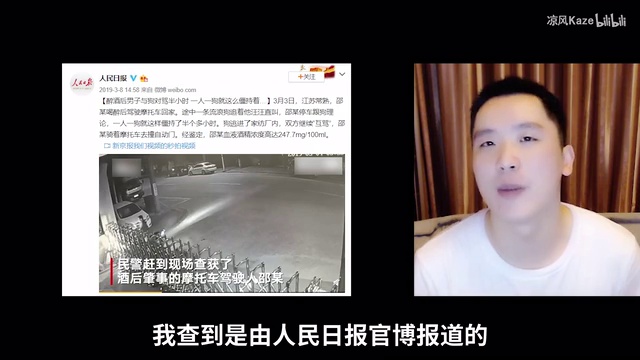 凉风Kaze bilibili
人民日报
人民日报
+关注
2019-3-8 14:58 来自 微博 weibo.com
【醉酒后男子与狗对骂半小时 一人一狗就这么僵持着…】3月3日，江苏常熟，邵
某喝醉后驾驶摩托车回家。途中一条流浪狗追着他汪汪直叫，邵某停车跟狗理
论，一人一狗就这样僵持了半个多小时。狗逃进了家纺厂内，双方继续“互骂”，邵
某骑着摩托车去撞自动门。经鉴定，邵某血液酒精浓度高达247.7mg/100ml。
新京报我们视频的秒拍视频
民警赶到现场查获了
酒后肇事的摩托车驾驶人邵某
我查到是由人民日报官博报道的